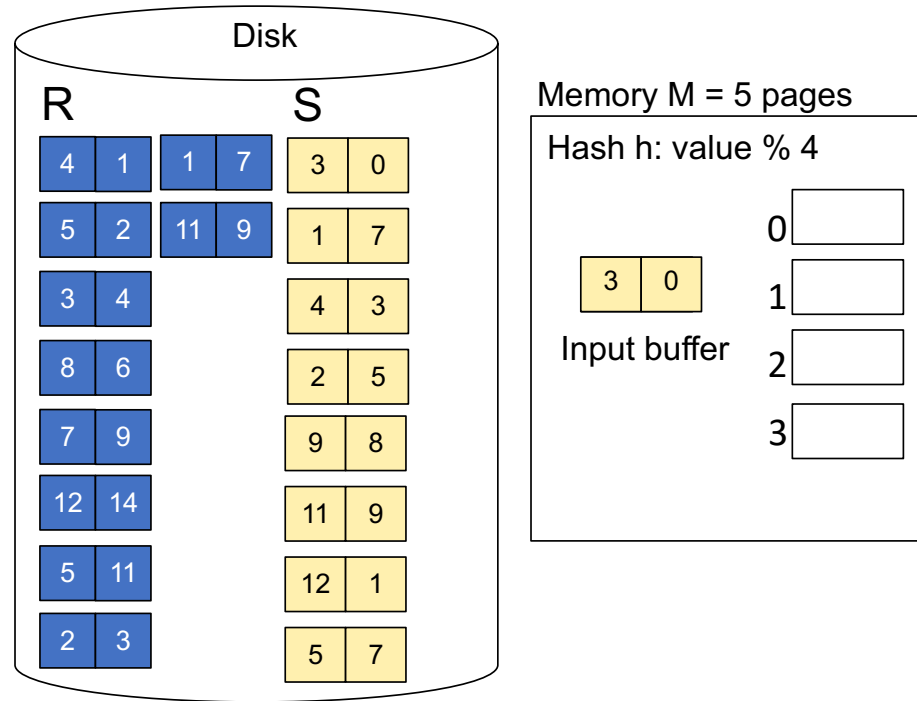 Disk
R S
4 1 1 7 3 0
5 2 11 9 1 7
3 4 4 3
8 6 2 5
7 9 9 8
12 14 11 9
5 11 12 1
2 3 5 7
Memory M = 5 pages
Hash h: value % 4
3 0
Input buffer
0
1
2
3